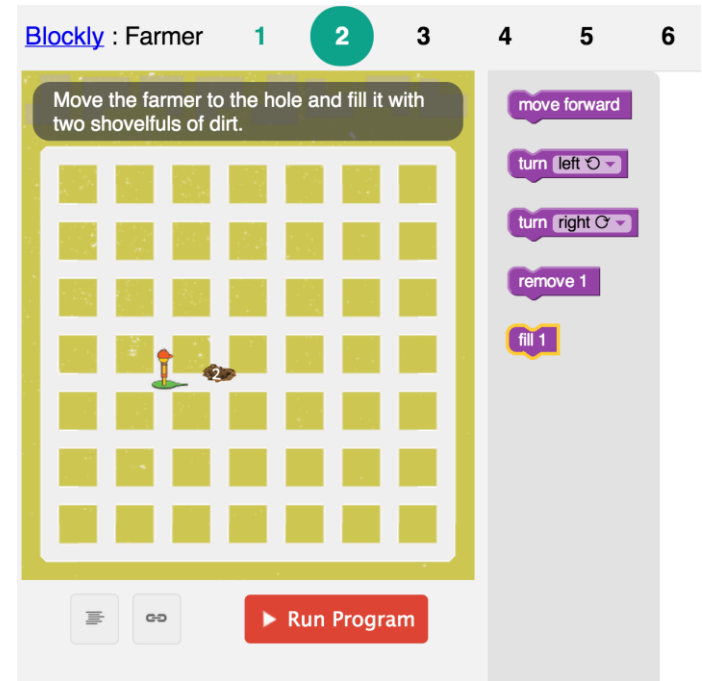 Blockly : Farmer 1 2 3 4 5 6
Move the farmer to the hole and fill it with
two shovelfuls of dirt.
move forward
turn left
turn right
remove 1
fill 1
2
Run Program